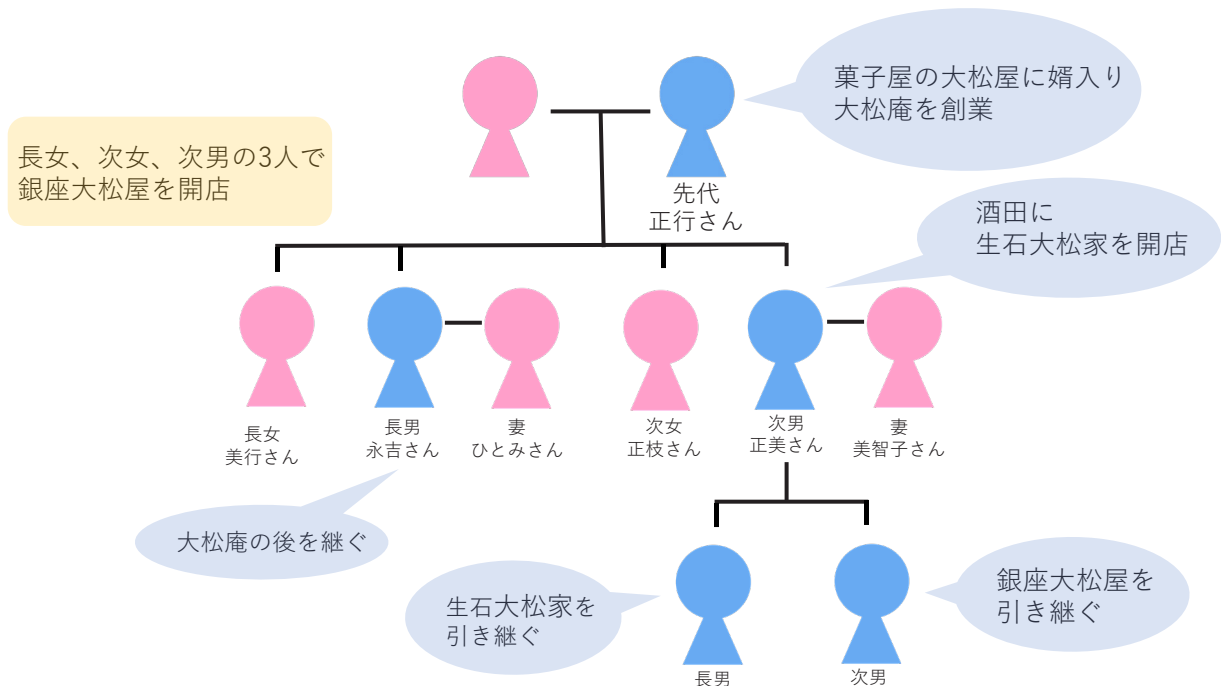 菓子屋の大松屋に婿入り
大松庵を創業
長女、次女、次男の3人で
銀座大松屋を開店
先代
正行さん
酒田に
生石大松家を開店
長女
美行さん
長男
永吉さん
妻
ひとみさん
次女
正枝さん
次男
正美さん
妻
美智子さん
大松庵の後を継ぐ
生石大松家を
引き継ぐ
銀座大松屋を
引き継ぐ
長男
次男